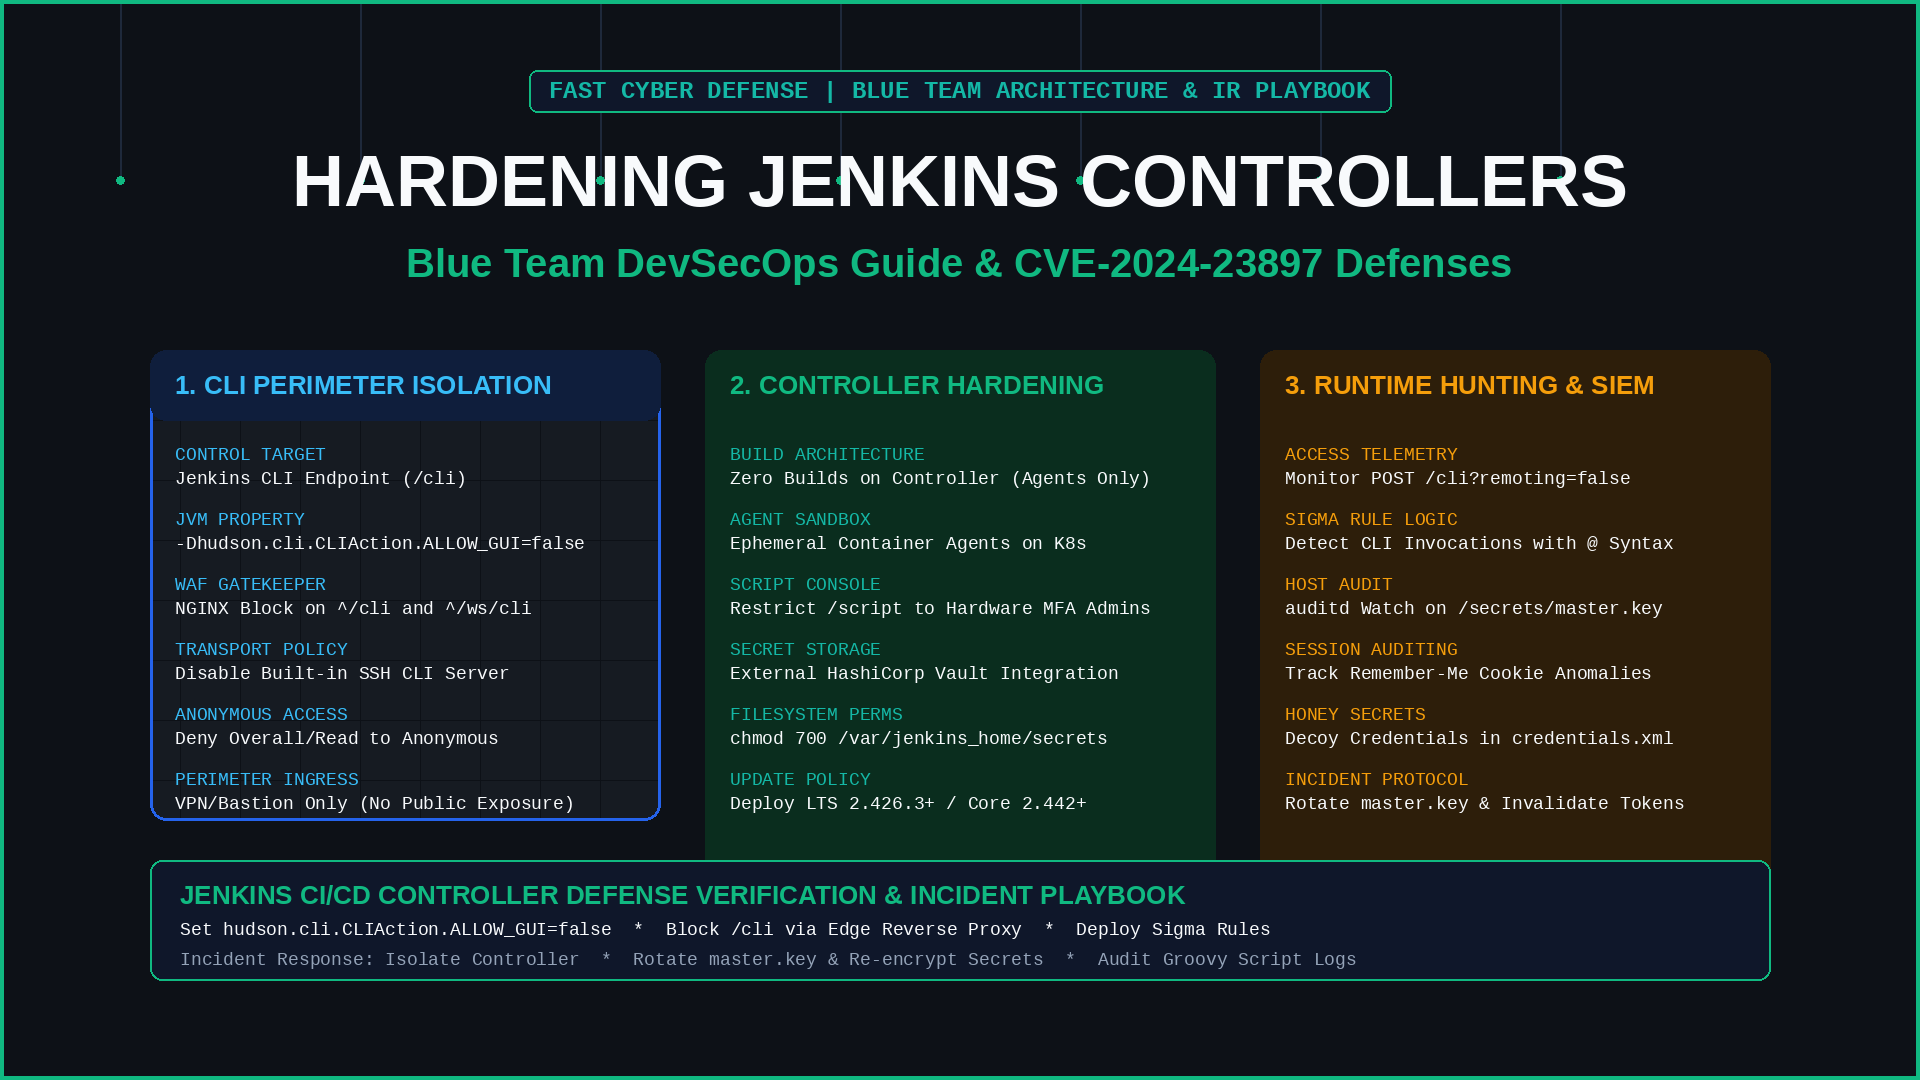 FAST CYBER DEFENSE | BLUE TEAM ARCHITECTURE & IR PLAYBOOK
HARDENING JENKINS CONTROLLERS
Blue Team DevSecOps Guide & CVE-2024-23897 Defenses
1. CLI PERIMETER ISOLATION
CONTROL TARGET
Jenkins CLI Endpoint (/cli)
JVM PROPERTY
-Dhudson.cli.CLIAction.ALLOW_GUI=false
WAF GATEKEEPER
NGINX Block on ^/cli and ^/ws/cli
TRANSPORT POLICY
Disable Built-in SSH CLI Server
ANONYMOUS ACCESS
Deny Overall/Read to Anonymous
PERIMETER INGRESS
VPN/Bastion Only (No Public Exposure)
2. CONTROLLER HARDENING
BUILD ARCHITECTURE
Zero Builds on Controller (Agents Only)
AGENT SANDBOX
Ephemeral Container Agents on K8s
SCRIPT CONSOLE
Restrict /script to Hardware MFA Admins
SECRET STORAGE
External HashiCorp Vault Integration
FILESYSTEM PERMS
chmod 700 /var/jenkins_home/secrets
UPDATE POLICY
Deploy LTS 2.426.3+ / Core 2.442+
3. RUNTIME HUNTING & SIEM
ACCESS TELEMETRY
Monitor POST /cli?remoting=false
SIGMA RULE LOGIC
Detect CLI Invocations with @ Syntax
HOST AUDIT
auditd Watch on /secrets/master.key
SESSION AUDITING
Track Remember-Me Cookie Anomalies
HONEY SECRETS
Decoy Credentials in credentials.xml
INCIDENT PROTOCOL
Rotate master.key & Invalidate Tokens
JENKINS CI/CD CONTROLLER DEFENSE VERIFICATION & INCIDENT PLAYBOOK
Set hudson.cli.CLIAction.ALLOW_GUI=false * Block /cli via Edge Reverse Proxy * Deploy Sigma Rules
Incident Response: Isolate Controller * Rotate master.key & Re-encrypt Secrets * Audit Groovy Script Logs